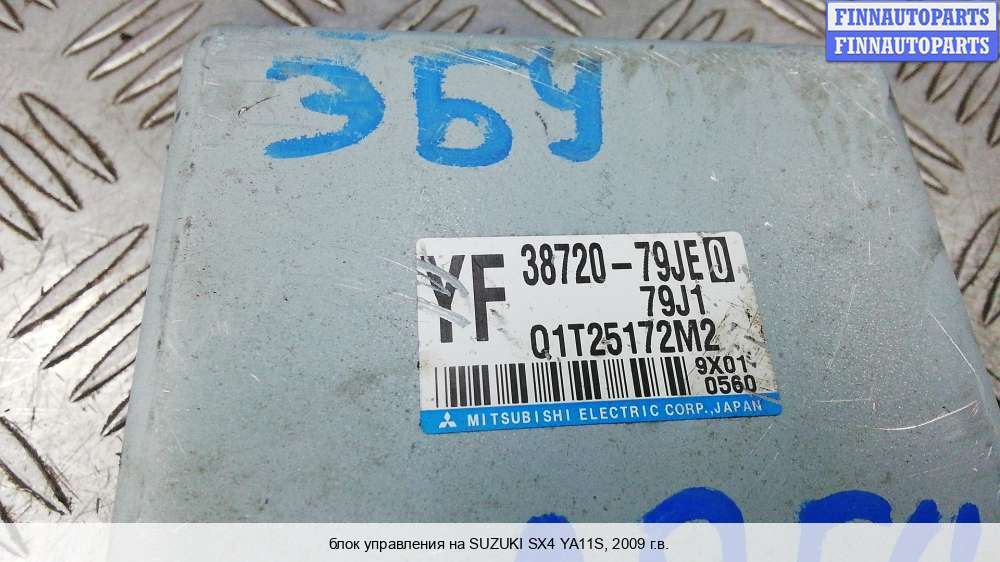 FINNAUTOPARTS
FINNAUTOPARTS
ЭБУ
YF
38720-79JE0
79J1
Q1T25172M2
9X01
0560
MITSUBISHI ELECTRIC CORP., JAPAN
блок управления на SUZUKI SX4 YA11S, 2009 г.в.